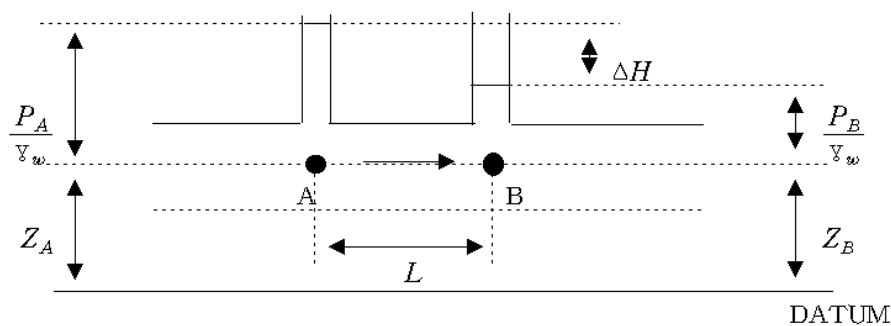 ΔH
P_A/γ_w
P_B/γ_w
A
B
Z_A
Z_B
L
DATUM